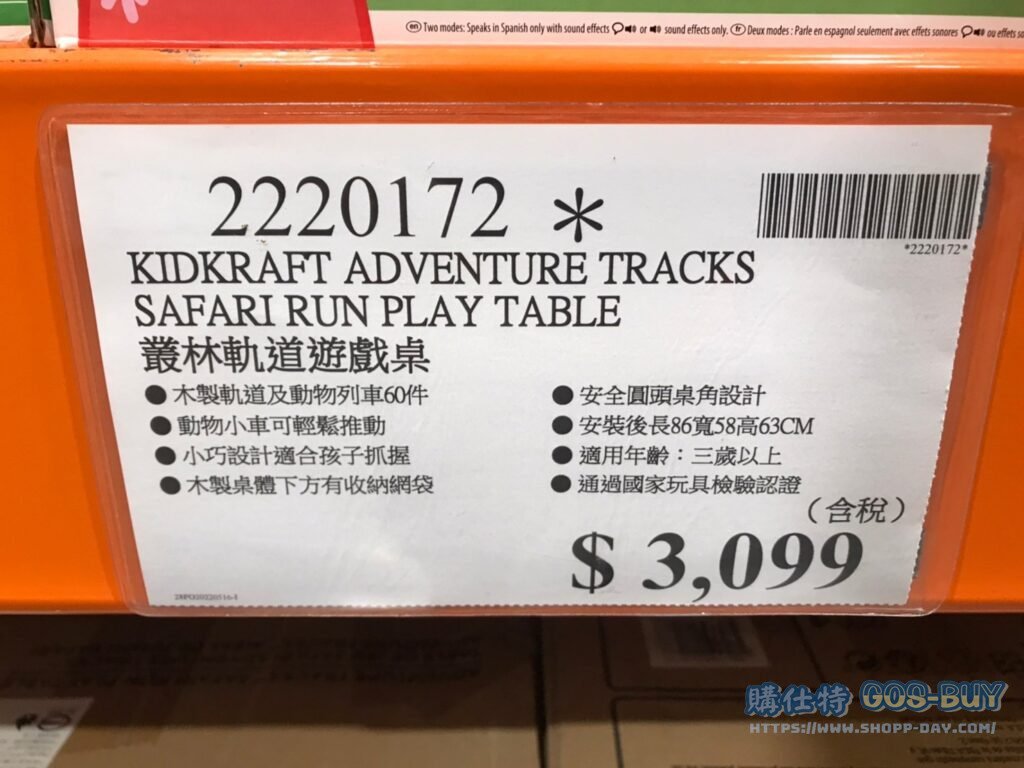 en Two modes: Speaks in Spanish only with sound effects or sound effects only. fr Deux modes : Parle en espagnol seulement avec effets sonores ou effets so
2220172 *
*2220172*
KIDKRAFT ADVENTURE TRACKS
SAFARI RUN PLAY TABLE
叢林軌道遊戲桌
● 木製軌道及動物列車60件
● 動物小車可輕鬆推動
● 小巧設計適合孩子抓握
● 木製桌體下方有收納網袋
● 安全圓頭桌角設計
● 安裝後長86寬58高63CM
● 適用年齡：三歲以上
● 通過國家玩具檢驗認證
（含稅）
$ 3,099
購仕特 GOS-BUY
HTTPS://WWW.SHOPP-DAY.COM/